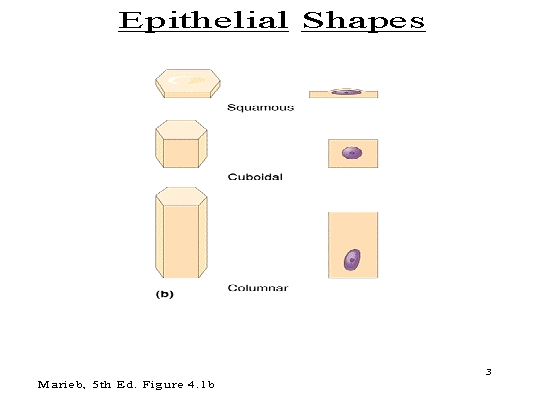 Epithelial Shapes
Squamous
Cuboidal
Columnar
(b)
3
Marieb, 5th Ed. Figure 4.1b